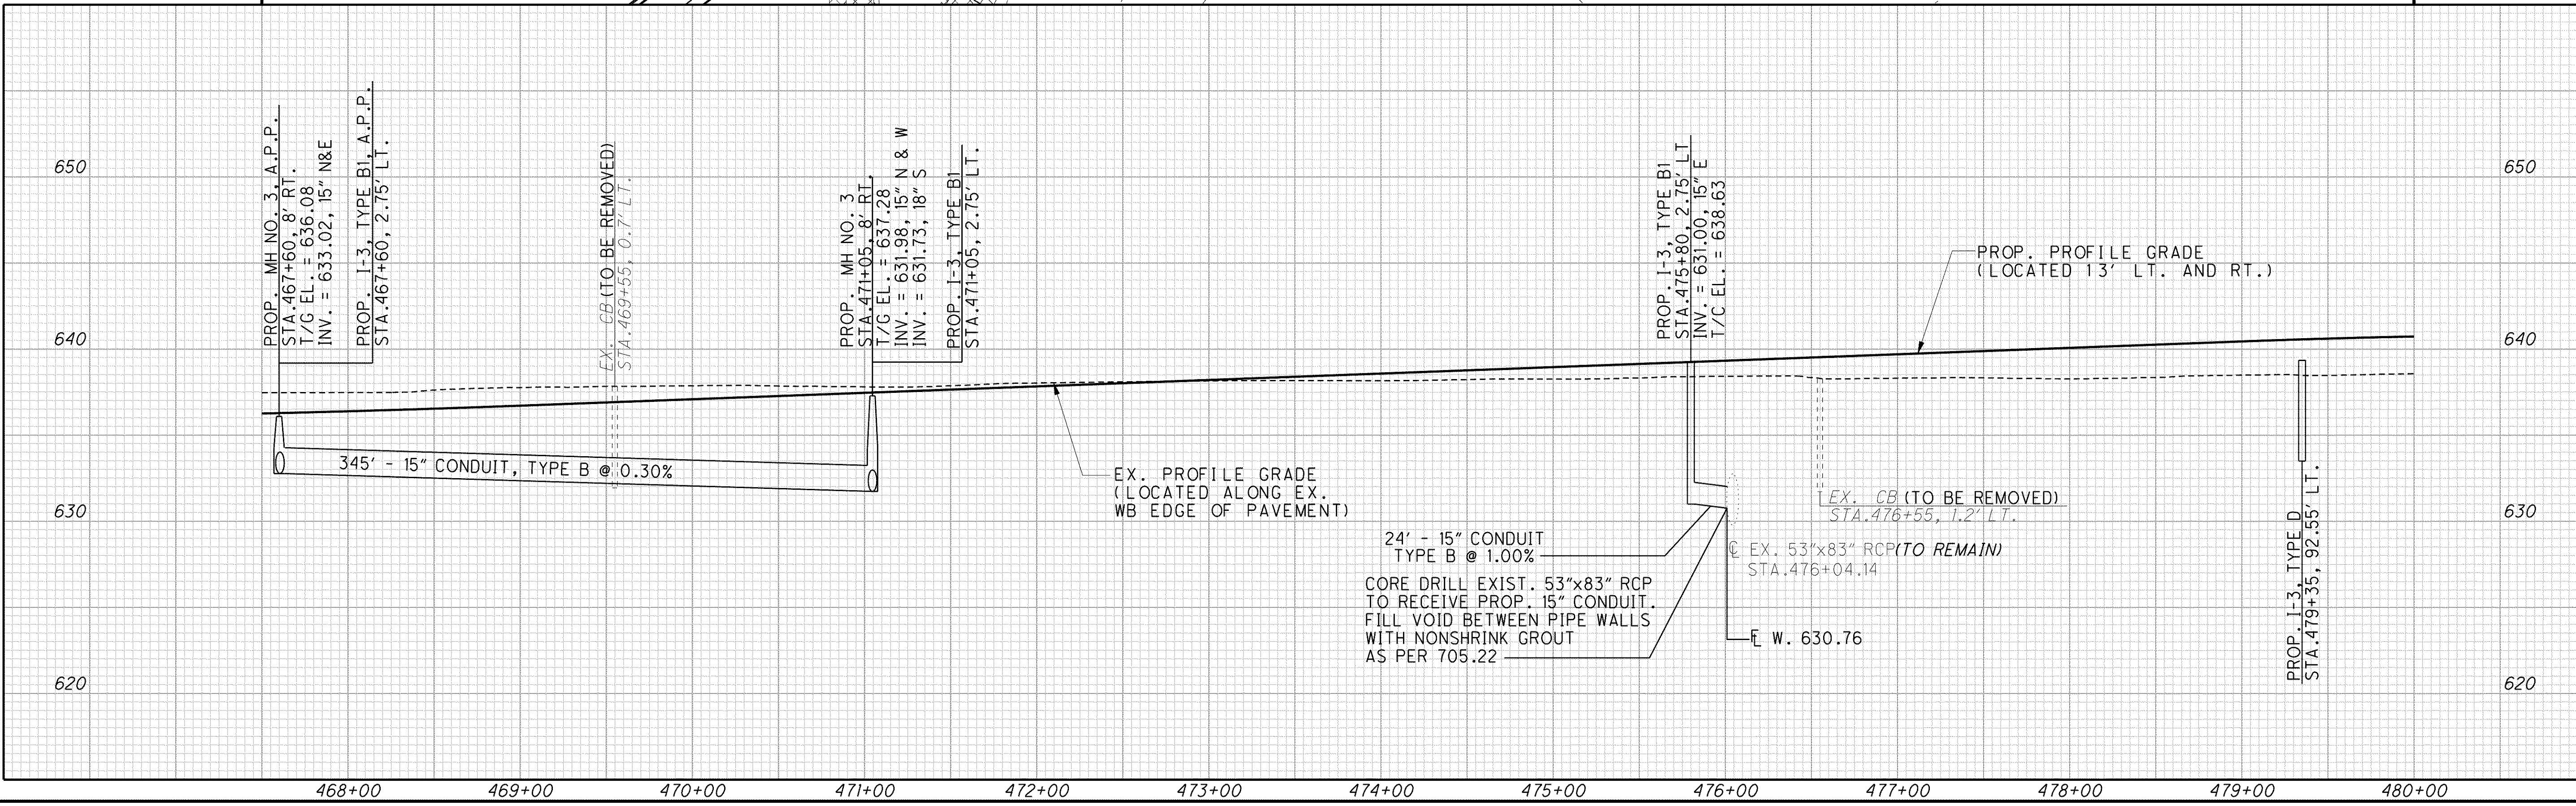 PROP. MH NO. 3, A.P.P.
STA.467+60, 8' RT.
T/G EL. = 636.08
INV. = 633.02, 15" N&E
PROP. I-3, TYPE B1, A.P.P.
STA.467+60, 2.75' LT.
EX. CB (TO BE REMOVED)
STA.469+55, 0.7' LT.
PROP. MH NO. 3
STA.471+05, 8' RT.
T/G EL. = 637.28
INV. = 631.98, 15" N & W
INV. = 631.73, 18" S
PROP. I-3, TYPE B1
STA.471+05, 2.75' LT.
PROP. I-3, TYPE B1
STA.475+80, 2.75' LT
INV. = 631.00, 15" E
T/C EL. = 638.63
PROP. PROFILE GRADE
(LOCATED 13' LT. AND RT.)
650
650
640
640
345' - 15" CONDUIT, TYPE B @ 0.30%
EX. PROFILE GRADE
(LOCATED ALONG EX.
WB EDGE OF PAVEMENT)
630
630
EX. CB (TO BE REMOVED)
STA.476+55, 1.2' LT.
24' - 15" CONDUIT
TYPE B @ 1.00%
℄ EX. 53"x83" RCP(TO REMAIN)
STA.476+04.14
CORE DRILL EXIST. 53"x83" RCP
TO RECEIVE PROP. 15" CONDUIT.
FILL VOID BETWEEN PIPE WALLS
WITH NONSHRINK GROUT
AS PER 705.22
FL W. 630.76
PROP. I-3, TYPE D
STA.479+35, 92.55' LT.
620
620
468+00 469+00 470+00 471+00 472+00 473+00 474+00 475+00 476+00 477+00 478+00 479+00 480+00